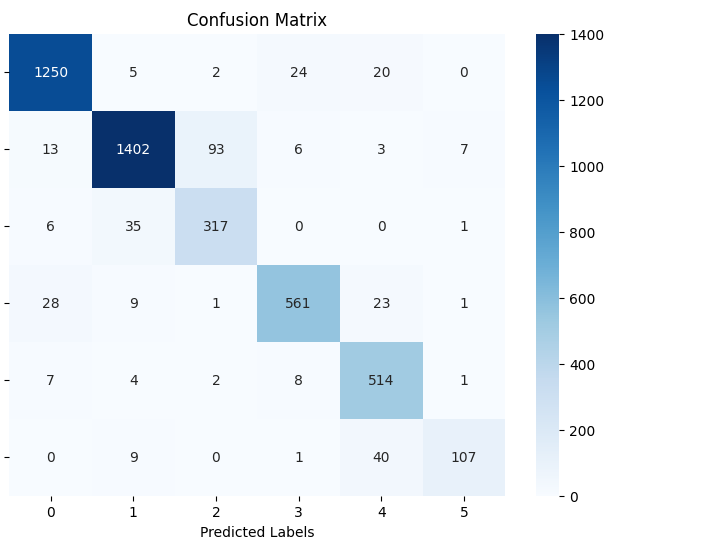 Confusion Matrix
1250 5 2 24 20 0
13 1402 93 6 3 7
6 35 317 0 0 1
28 9 1 561 23 1
7 4 2 8 514 1
0 9 0 1 40 107
0 1 2 3 4 5
Predicted Labels
1400
1200
1000
800
600
400
200
0